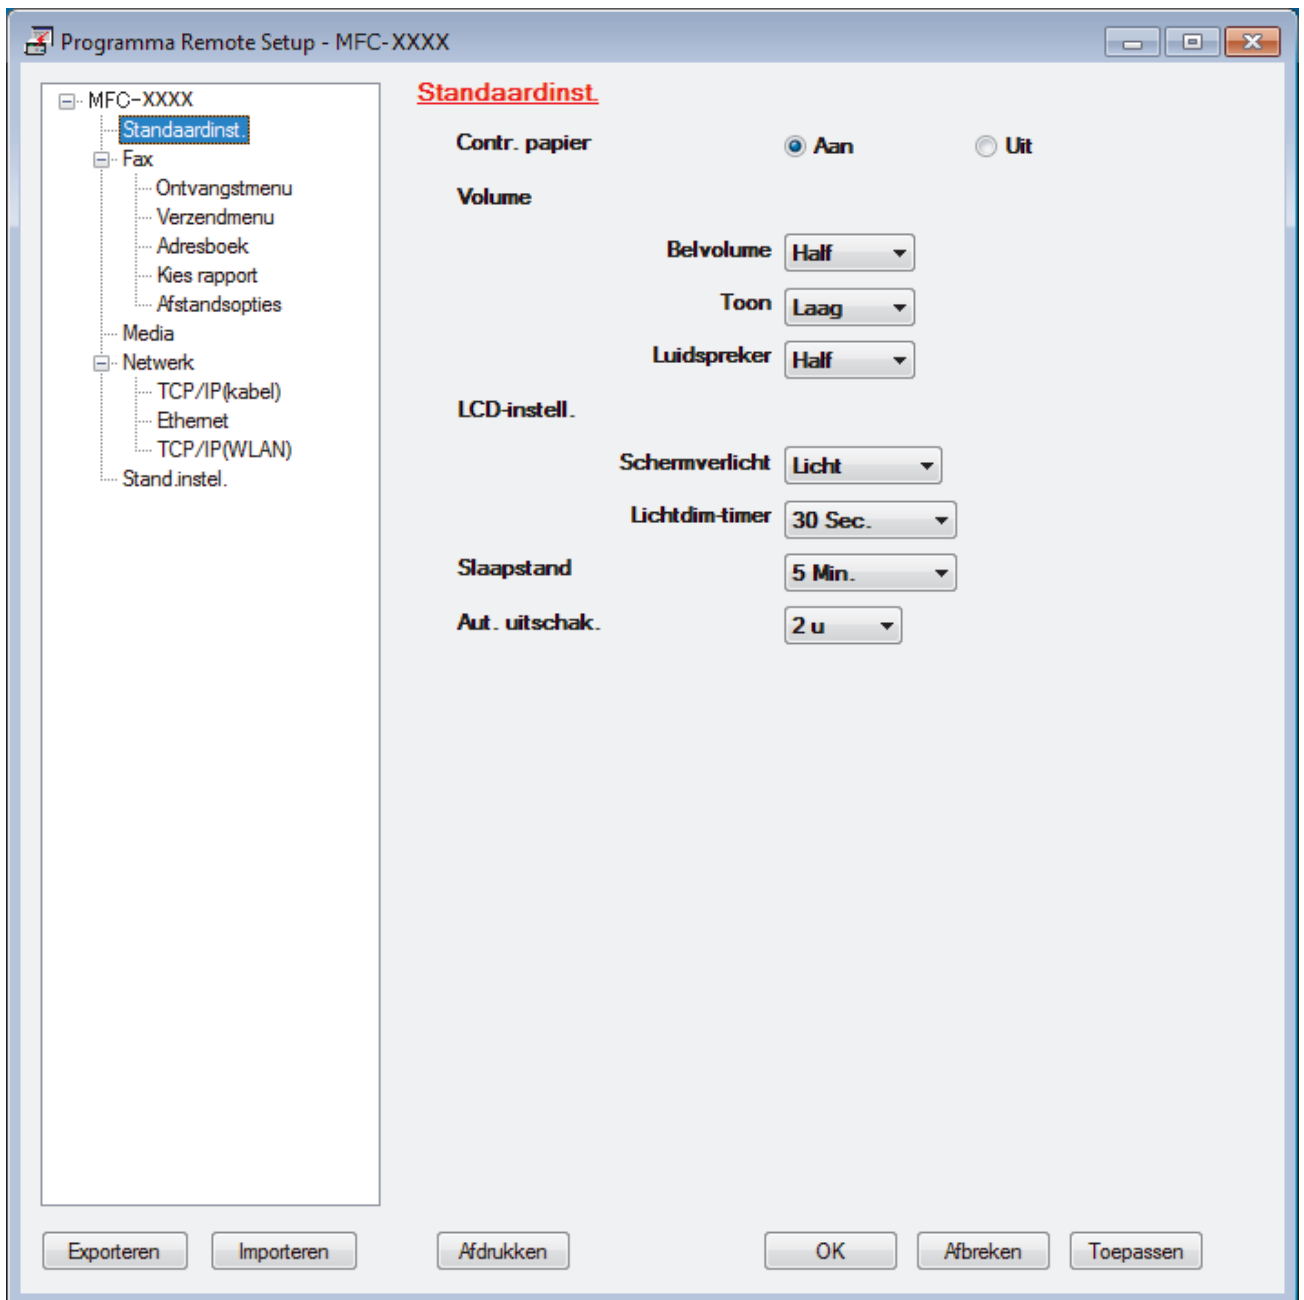 Programma Remote Setup - MFC-XXXX
MFC-XXXX
Standaardinst.
Fax
Ontvangstmenu
Verzendmenu
Adresboek
Kies rapport
Afstandsopties
Media
Netwerk
TCP/IP(kabel)
Ethernet
TCP/IP(WLAN)
Stand.instel.
Standaardinst.
Contr. papier Aan Uit
Volume
Belvolume Half
Toon Laag
Luidspreker Half
LCD-instell.
Schermverlicht Licht
Lichtdim-timer 30 Sec.
Slaapstand 5 Min.
Aut. uitschak. 2 u
Exporteren Importeren Afdrukken OK Afbreken Toepassen